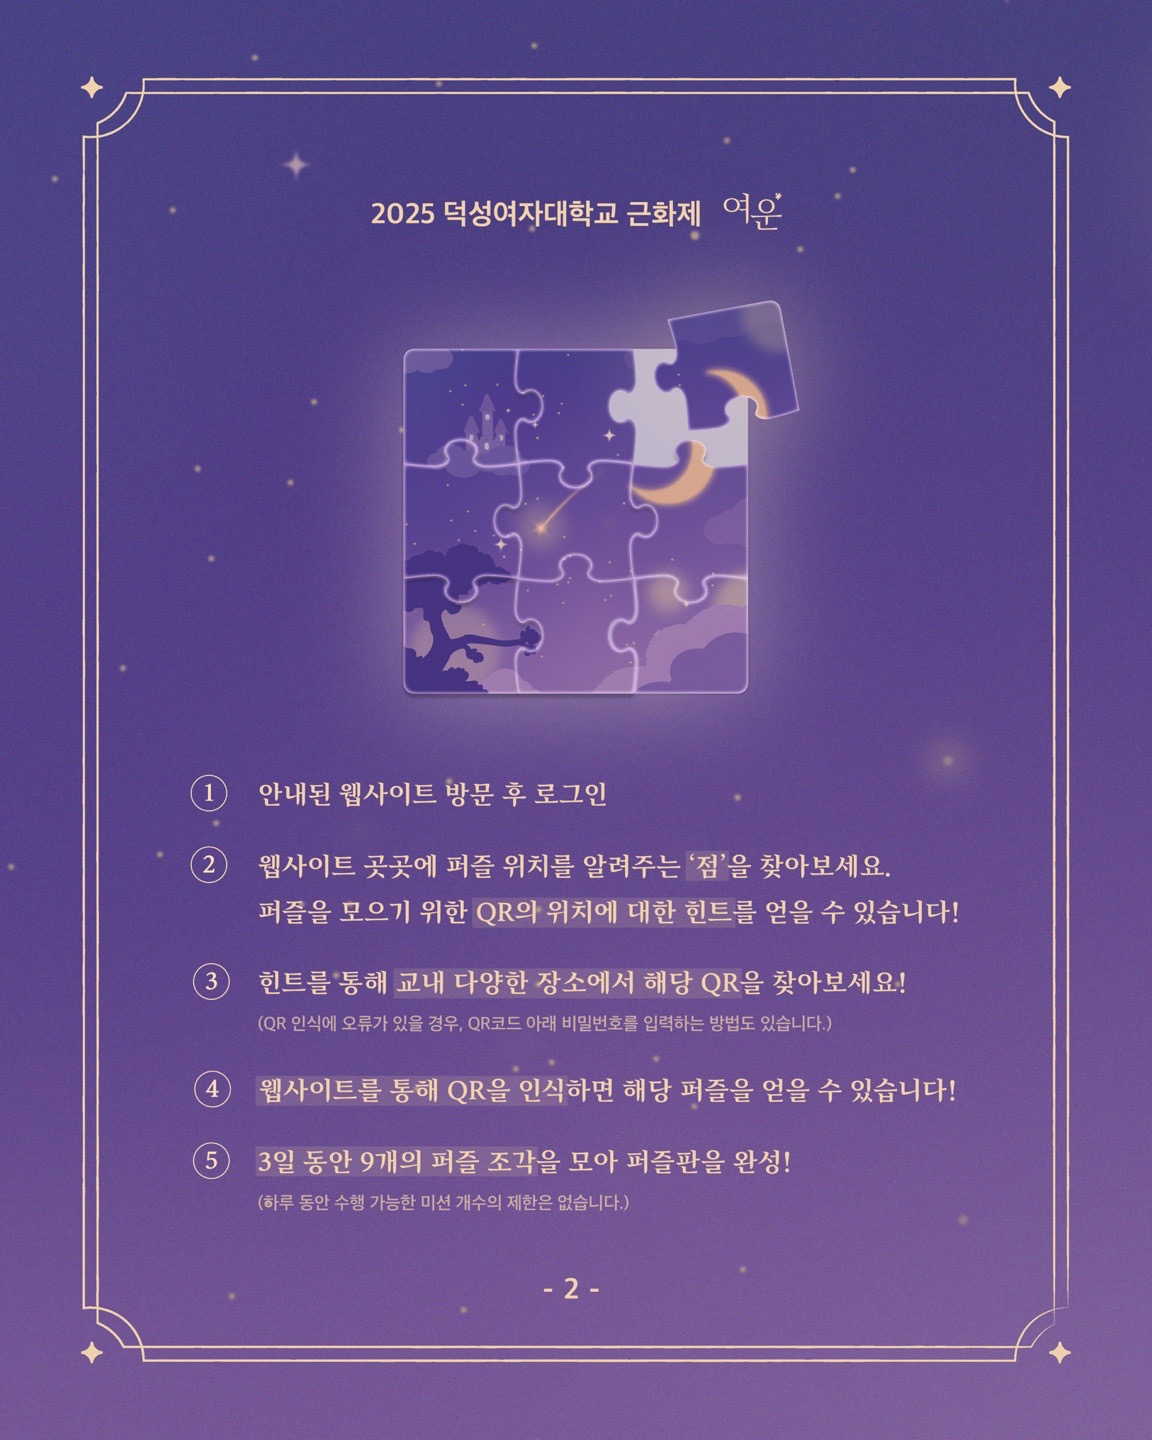 2025 덕성여자대학교 근화제 여운
① 안내된 웹사이트 방문 후 로그인
② 웹사이트 곳곳에 퍼즐 위치를 알려주는 ‘점’을 찾아보세요.
퍼즐을 모으기 위한 QR의 위치에 대한 힌트를 얻을 수 있습니다!
③ 힌트를 통해 교내 다양한 장소에서 해당 QR을 찾아보세요!
(QR 인식에 오류가 있을 경우, QR코드 아래 비밀번호를 입력하는 방법도 있습니다.)
④ 웹사이트를 통해 QR을 인식하면 해당 퍼즐을 얻을 수 있습니다!
⑤ 3일 동안 9개의 퍼즐 조각을 모아 퍼즐판을 완성!
(하루 동안 수행 가능한 미션 개수의 제한은 없습니다.)
- 2 -